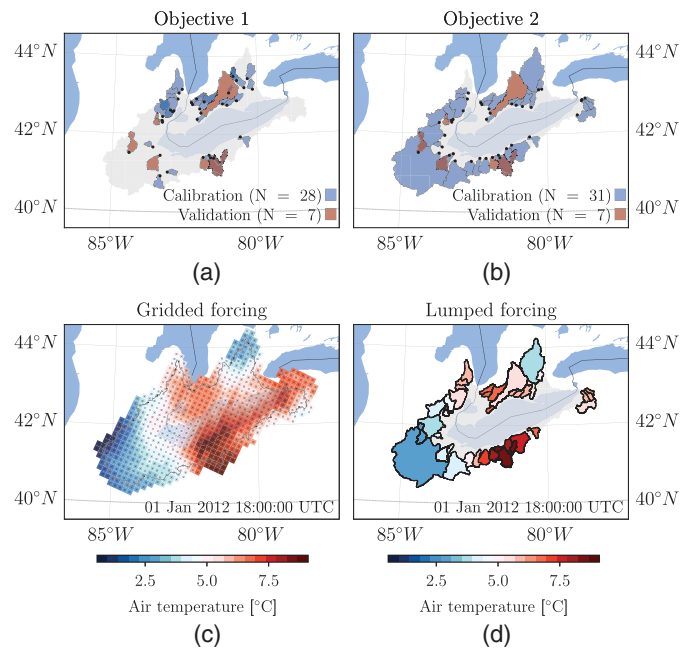 Objective 1
Objective 2
44°N
42°N
40°N
Calibration (N = 28)
Validation (N = 7)
Calibration (N = 31)
Validation (N = 7)
44°N
42°N
40°N
85°W
80°W
85°W
80°W
(a)
(b)
Gridded forcing
Lumped forcing
44°N
42°N
40°N
01 Jan 2012 18:00:00 UTC
01 Jan 2012 18:00:00 UTC
44°N
42°N
40°N
85°W
80°W
85°W
80°W
2.5
5.0
7.5
2.5
5.0
7.5
Air temperature [°C]
Air temperature [°C]
(c)
(d)